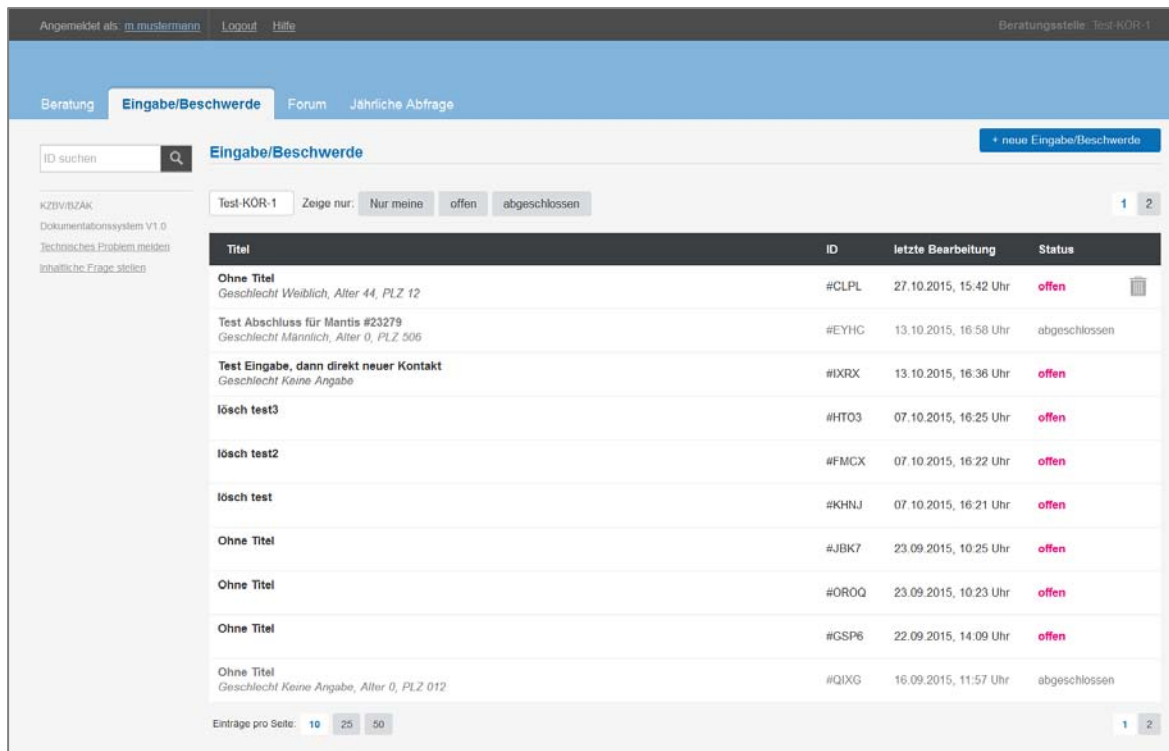 Angemeldet als: m.mustermann Logout Hilfe Beratungsstelle: Test-KÖR-1
Beratung Eingabe/Beschwerde Forum Jährliche Abfrage
ID suchen
Eingabe/Beschwerde
+ neue Eingabe/Beschwerde
KZBV/BZÄK
Dokumentationssystem V1.0
Technisches Problem melden
Inhaltliche Frage stellen
Test-KÖR-1 Zeige nur: Nur meine offen abgeschlossen 1 2
Titel ID letzte Bearbeitung Status
Ohne Titel
Geschlecht Weiblich, Alter 44, PLZ 12
#CLPL 27.10.2015, 15:42 Uhr offen
Test Abschluss für Mantis #23279
Geschlecht Männlich, Alter 0, PLZ 506
#EYHC 13.10.2015, 16:58 Uhr abgeschlossen
Test Eingabe, dann direkt neuer Kontakt
Geschlecht Keine Angabe
#IXRX 13.10.2015, 16:36 Uhr offen
lösch test3
#HTO3 07.10.2015, 16:25 Uhr offen
lösch test2
#FMCX 07.10.2015, 16:22 Uhr offen
lösch test
#KHNJ 07.10.2015, 16:21 Uhr offen
Ohne Titel
#JBK7 23.09.2015, 10:25 Uhr offen
Ohne Titel
#OROQ 23.09.2015, 10:23 Uhr offen
Ohne Titel
#GSP6 22.09.2015, 14:09 Uhr offen
Ohne Titel
Geschlecht Keine Angabe, Alter 0, PLZ 012
#QIXG 16.09.2015, 11:57 Uhr abgeschlossen
Einträge pro Seite: 10 25 50 1 2